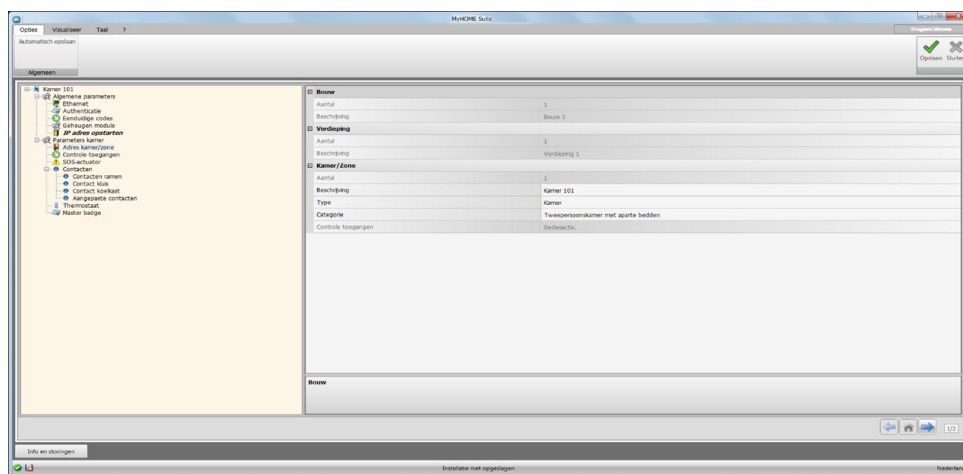 MyHOME Suite
Opties Visualiseer Taal ?
Automatisch opslaan
Opslaan Sluiten
Algemeen
Kamer 101
Algemene parameters
Ethernet
Authenticatie
Eenduidige codes
Geheugen module
IP adres opstarten
Parameters kamer
Adres kamer/zone
Controle toegangen
SOS-actuator
Contacten
Contacten ramen
Contact kluis
Contact koelkast
Aangepaste contacten
Thermostaat
Master badge
Bouw
Aantal 1
Beschrijving Bouw 1
Verdieping
Aantal 1
Beschrijving Verdieping 1
Kamer/Zone
Aantal 1
Beschrijving Kamer 101
Type Kamer
Categorie Tweepersoonskamer met aparte bedden
Controle toegangen Gedesactiv.
Bouw
1/2
Info en storingen
Installatie niet opgeslagen
Nederlan